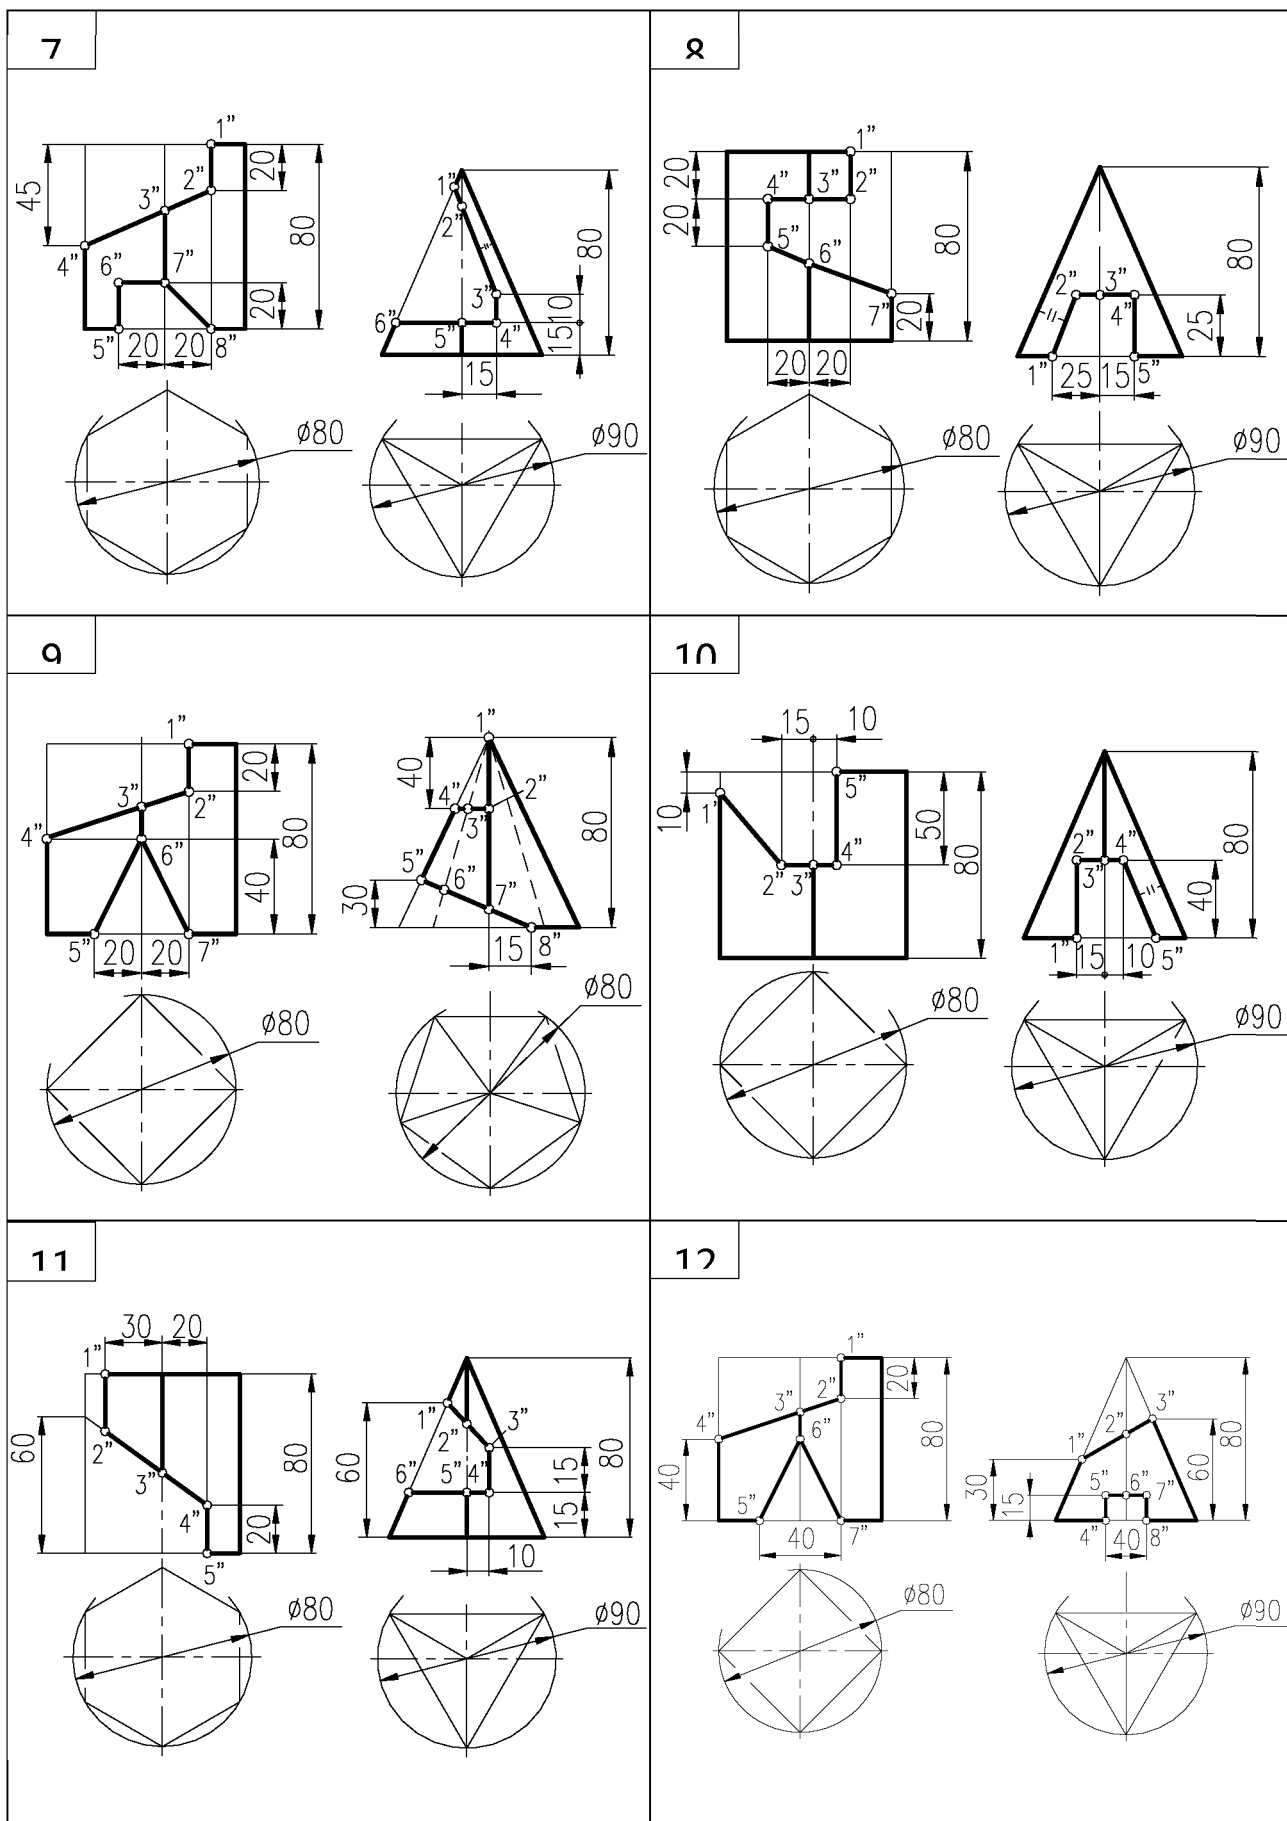 7
1” 20 2” 3” 45 4” 6” 7” 80 20 5” 20 20 8” Ø80
1” 2” 3” 10 15 6” 5” 4” 80 15 Ø90
8
1” 20 4” 3” 2” 20 5” 6” 7” 80 20 20 20 Ø80
2” 3” 4” 80 25 1” 25 15 5” Ø90
9
1” 20 3” 2” 4” 6” 80 40 5” 20 20 7” Ø80
1” 40 4” 3” 2” 80 5” 6” 7” 30 15 8” Ø80
10
15 10 5” 10 1’ 50 80 2” 3” 4” Ø80
2” 4” 3” 80 40 1” 15 10 5” Ø90
11
30 20 1” 60 2” 3” 80 4” 20 5” Ø80
1” 2” 3” 60 6” 5” 4” 15 15 80 10 Ø90
12
1” 20 3” 2” 4” 6” 80 40 5” 40 7” Ø80
3” 2” 1” 80 60 30 15 5” 6” 7” 4” 40 8” Ø90